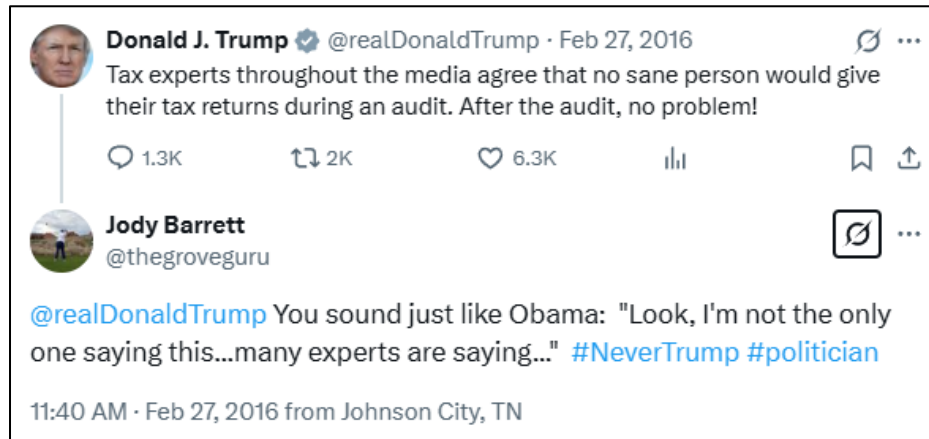 Donald J. Trump @realDonaldTrump · Feb 27, 2016
Tax experts throughout the media agree that no sane person would give
their tax returns during an audit. After the audit, no problem!
1.3K 2K 6.3K
Jody Barrett
@thegroveguru
@realDonaldTrump You sound just like Obama:  "Look, I'm not the only
one saying this...many experts are saying..."  #NeverTrump #politician
11:40 AM · Feb 27, 2016 from Johnson City, TN